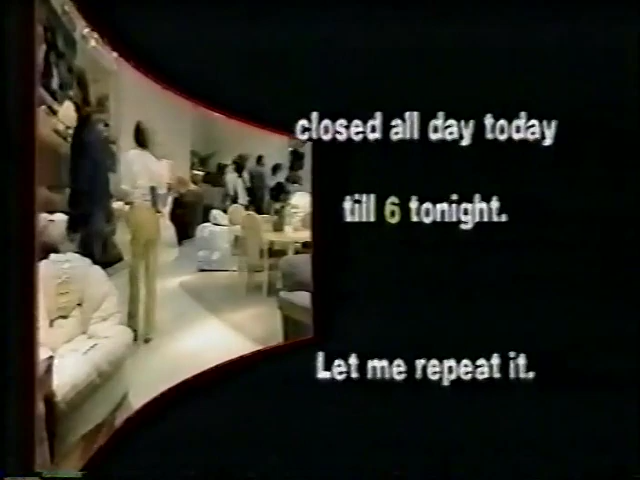 closed all day today
till 6 tonight.
Let me repeat it.